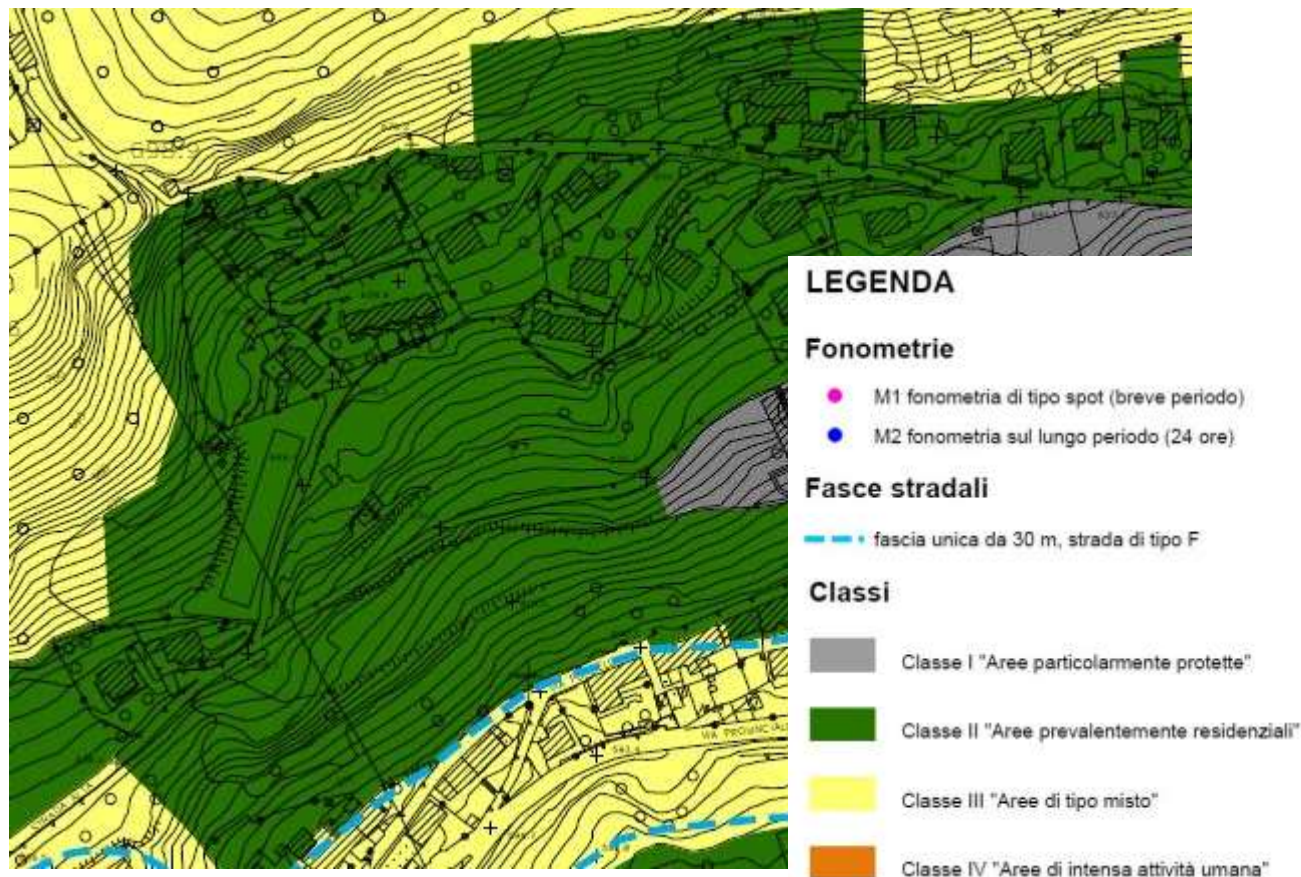 VIA PROVINCIA
LEGENDA
Fonometrie
M1 fonometria di tipo spot (breve periodo)
M2 fonometria sul lungo periodo (24 ore)
Fasce stradali
fascia unica da 30 m, strada di tipo F
Classi
Classe I "Aree particolarmente protette"
Classe II "Aree prevalentemente residenziali"
Classe III "Aree di tipo misto"
Classe IV "Aree di intensa attività umana"